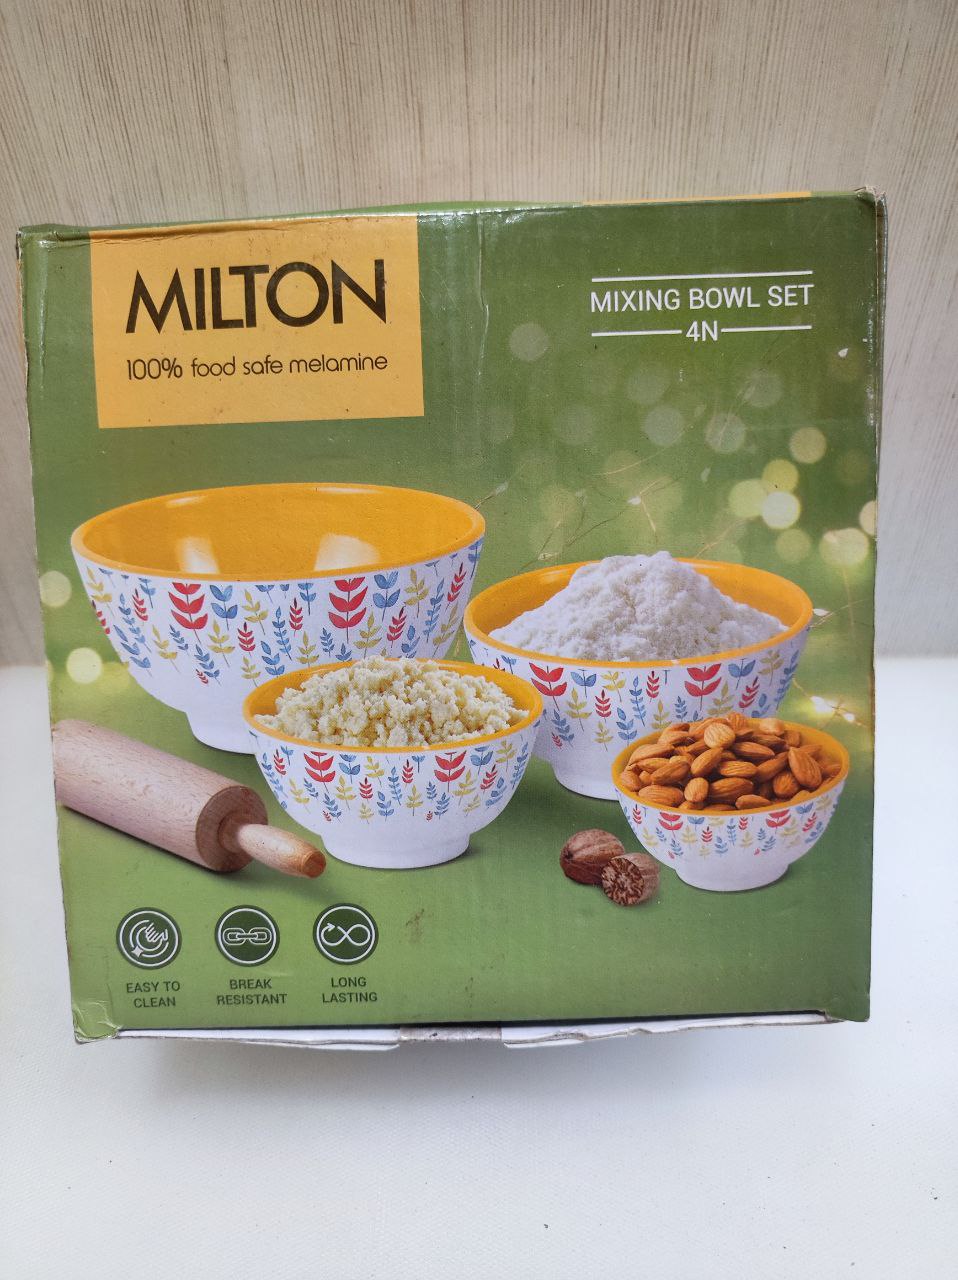 MILTON
100% food safe melamine
MIXING BOWL SET
4N
EASY TO
CLEAN
BREAK
RESISTANT
LONG
LASTING